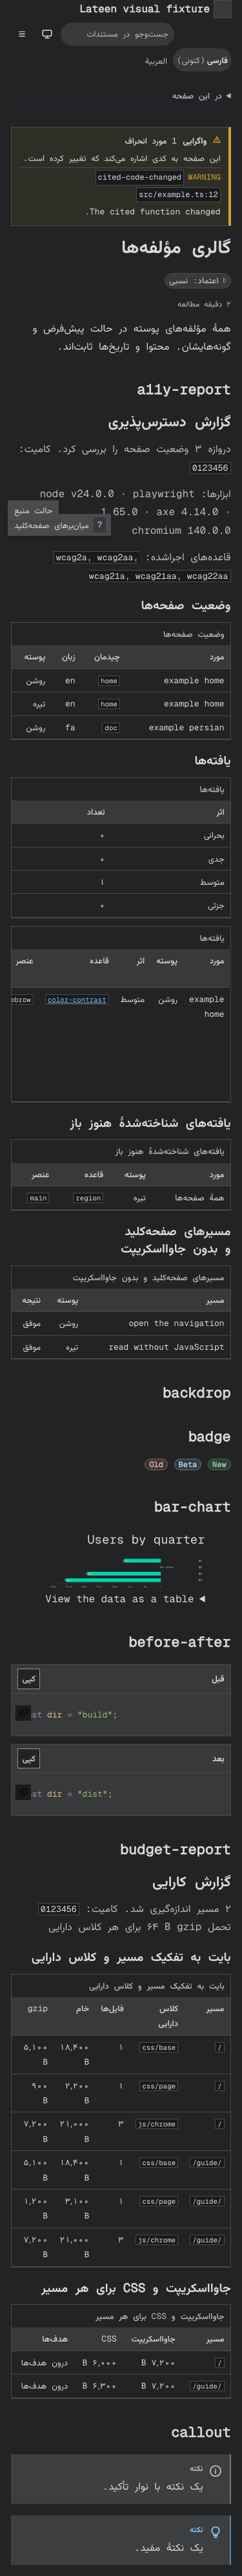 Lateen visual fixture
جست‌وجو در مستندات
فارسی (کنونی)
العربية
در این صفحه
واگرایی 1 مورد انحراف
این صفحه به کدی اشاره می‌کند که تغییر کرده است.
WARNING cited-code-changed
src/example.ts:12
The cited function changed.
گالری مؤلفه‌ها
اعتماد: نسبی
۲ دقیقه مطالعه
همهٔ مؤلفه‌های پوسته در حالت پیش‌فرض و گونه‌هایشان. محتوا و تاریخ‌ها ثابت‌اند.
a11y-report
گزارش دسترس‌پذیری
دروازه ۳ وضعیت صفحه را بررسی کرد. کامیت:
0123456
ابزارها: node v24.0.0 · playwright
1.65.0 · axe 4.14.0 ·
chromium 140.0.0
حالت منبع
میان‌برهای صفحه‌کلید ?
قاعده‌های اجراشده: wcag2a, wcag2aa,
wcag21a, wcag21aa, wcag22aa
وضعیت صفحه‌ها
وضعیت صفحه‌ها
مورد چیدمان زبان پوسته
example home home en روشن
example home home en تیره
example persian doc fa روشن
یافته‌ها
یافته‌ها
اثر تعداد
بحرانی ۰
جدی ۰
متوسط ۱
جزئی ۰
یافته‌ها
مورد پوسته اثر قاعده عنصر
example home روشن متوسط color-contrast
یافته‌های شناخته‌شدهٔ هنوز باز
یافته‌های شناخته‌شدهٔ هنوز باز
مورد پوسته قاعده عنصر
همهٔ صفحه‌ها تیره region main
مسیرهای صفحه‌کلید
و بدون جاوااسکریپت
مسیرهای صفحه‌کلید و بدون جاوااسکریپت
مسیر پوسته نتیجه
open the navigation روشن موفق
read without JavaScript تیره موفق
backdrop
badge
New Beta Old
bar-chart
Users by quarter
View the data as a table
before-after
قبل کپی
dir = "build";
بعد کپی
dir = "dist";
budget-report
گزارش کارایی
۲ مسیر اندازه‌گیری شد. کامیت: 0123456
تحمل ۶۴ B gzip برای هر کلاس دارایی
بایت به تفکیک مسیر و کلاس دارایی
بایت به تفکیک مسیر و کلاس دارایی
مسیر کلاس دارایی فایل‌ها خام gzip
/ css/base ۱ ۱۸,۴۰۰ B ۵,۱۰۰ B
/ css/page ۱ ۲,۲۰۰ B ۹۰۰ B
/ js/chrome ۳ ۲۱,۰۰۰ B ۷,۲۰۰ B
/guide/ css/base ۱ ۱۸,۴۰۰ B ۵,۱۰۰ B
/guide/ css/page ۱ ۳,۱۰۰ B ۱,۲۰۰ B
/guide/ js/chrome ۳ ۲۱,۰۰۰ B ۷,۲۰۰ B
جاوااسکریپت و CSS برای هر مسیر
جاوااسکریپت و CSS برای هر مسیر
مسیر جاوااسکریپت CSS هدف‌ها
/ ۷,۲۰۰ B ۶,۰۰۰ B درون هدف‌ها
/guide/ ۷,۲۰۰ B ۶,۳۰۰ B درون هدف‌ها
callout
نکته
یک نکته با نوار تأکید.
نکته
یک نکتهٔ مفید.